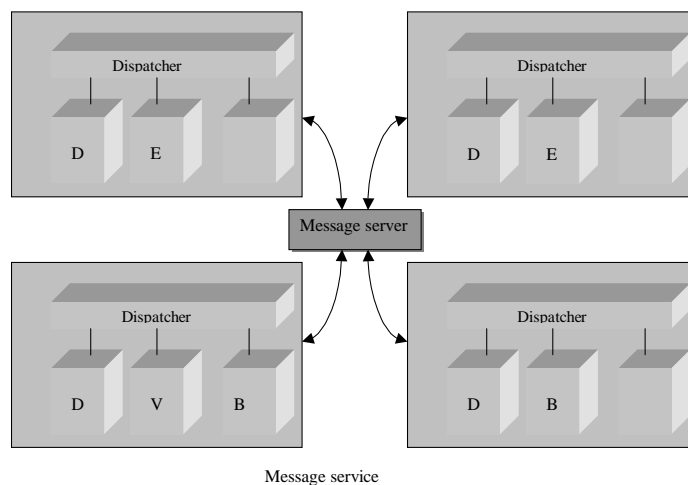 Dispatcher
D E
Dispatcher
D E
Message server
Dispatcher
D V B
Dispatcher
D B
Message service